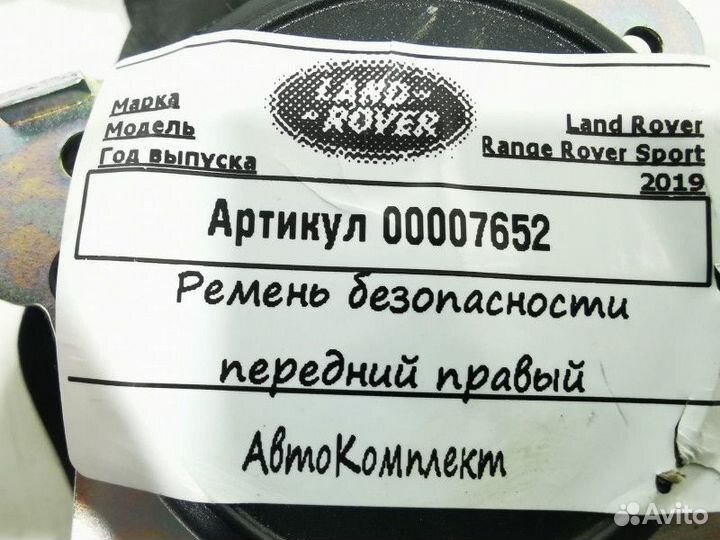 LAND
ROVER
Марка
Land Rover
Модель
Range Rover Sport
Год выпуска
2019
Артикул 00007652
Ремень безопасности
передний правый
АвтоКомплект
Avito